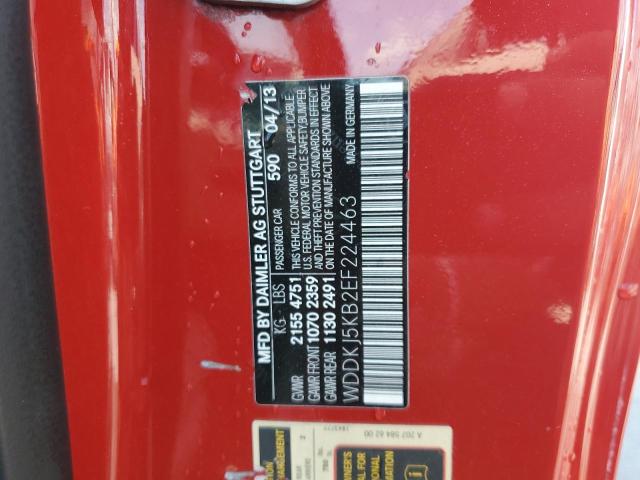 MFD BY DAIMLER AG STUTTGART
590 04/13
KG LBS PASSENGER CAR
GVWR 2155 4751
GAWR FRONT 1070 2359
GAWR REAR 1130 2491
THIS VEHICLE CONFORMS TO ALL APPLICABLE
U.S. FEDERAL MOTOR VEHICLE SAFETY/BUMPER
AND THEFT PREVENTION STANDARDS IN EFFECT
ON THE DATE OF MANUFACTURE SHOWN ABOVE
WDDKJ5KB2EF224463 MADE IN GERMANY
A 207 584 62 00